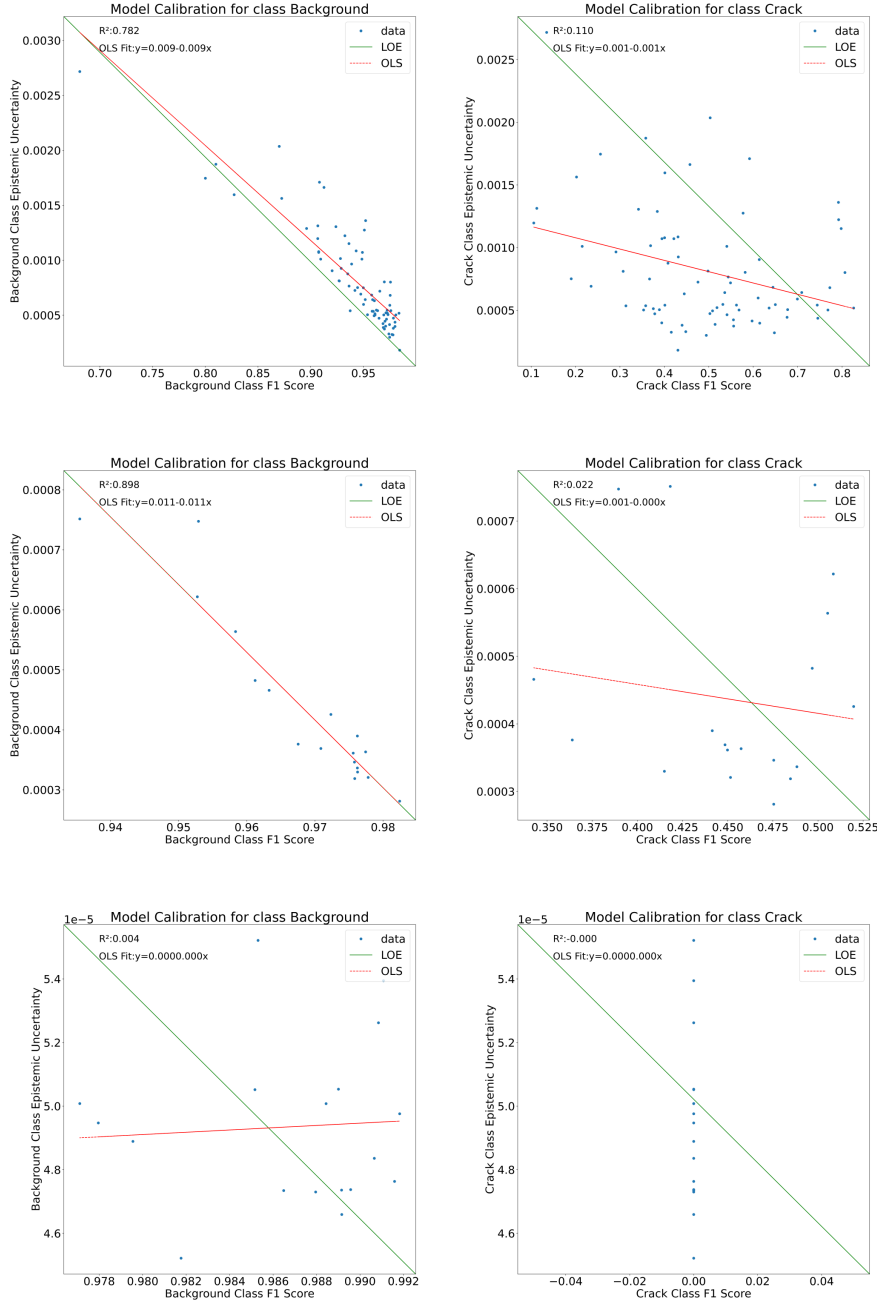 Model Calibration for class Background
R²:0.782
OLS Fit:y=0.009-0.009x
data
LOE
OLS
Background Class Epistemic Uncertainty
0.0030
0.0025
0.0020
0.0015
0.0010
0.0005
0.70 0.75 0.80 0.85 0.90 0.95
Background Class F1 Score
Model Calibration for class Crack
R²:0.110
OLS Fit:y=0.001-0.001x
data
LOE
OLS
Crack Class Epistemic Uncertainty
0.0025
0.0020
0.0015
0.0010
0.0005
0.1 0.2 0.3 0.4 0.5 0.6 0.7 0.8
Crack Class F1 Score
Model Calibration for class Background
R²:0.898
OLS Fit:y=0.011-0.011x
data
LOE
OLS
Background Class Epistemic Uncertainty
0.0008
0.0007
0.0006
0.0005
0.0004
0.0003
0.94 0.95 0.96 0.97 0.98
Background Class F1 Score
Model Calibration for class Crack
R²:0.022
OLS Fit:y=0.001-0.000x
data
LOE
OLS
Crack Class Epistemic Uncertainty
0.0007
0.0006
0.0005
0.0004
0.0003
0.350 0.375 0.400 0.425 0.450 0.475 0.500 0.525
Crack Class F1 Score
Model Calibration for class Background
1e−5
R²:0.004
OLS Fit:y=0.0000.000x
data
LOE
OLS
Background Class Epistemic Uncertainty
5.4
5.2
5.0
4.8
4.6
0.978 0.980 0.982 0.984 0.986 0.988 0.990 0.992
Background Class F1 Score
Model Calibration for class Crack
1e−5
R²:-0.000
OLS Fit:y=0.0000.000x
data
LOE
OLS
Crack Class Epistemic Uncertainty
5.4
5.2
5.0
4.8
4.6
−0.04 −0.02 0.00 0.02 0.04
Crack Class F1 Score